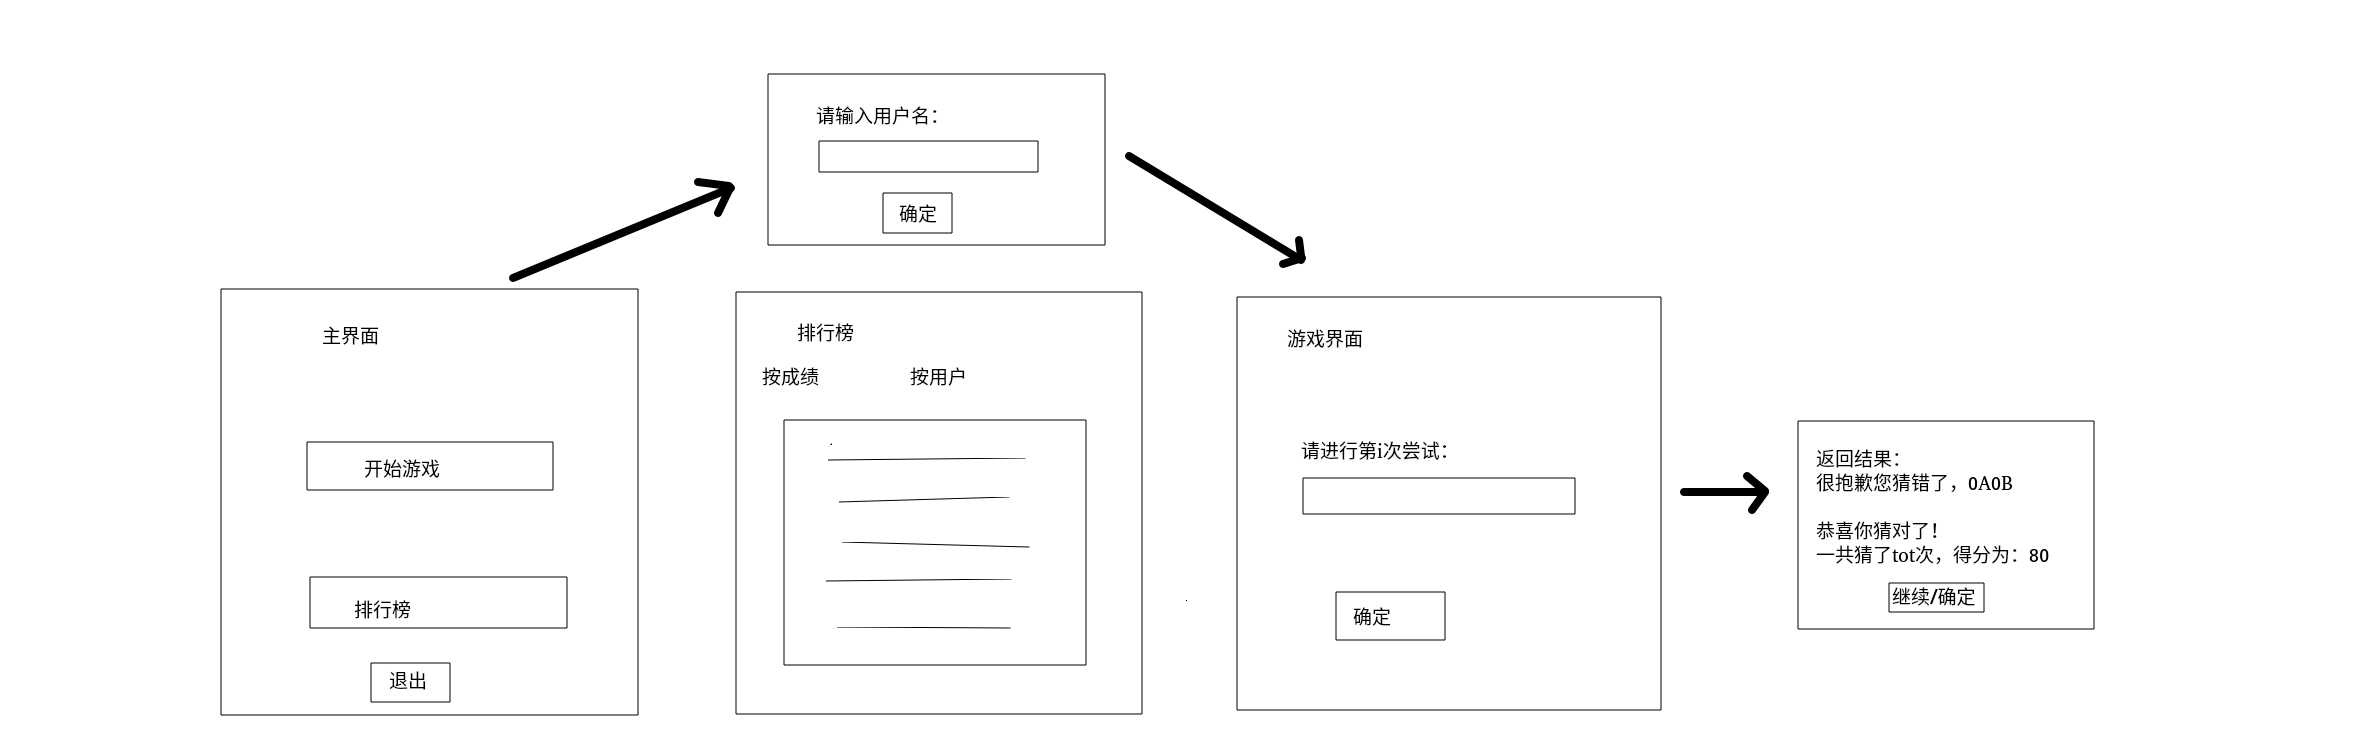 请输入用户名：
确定
主界面
开始游戏
排行榜
退出
排行榜
按成绩
按用户
游戏界面
请进行第i次尝试：
确定
返回结果：
很抱歉您猜错了，0A0B
恭喜你猜对了！
一共猜了tot次，得分为：80
继续/确定